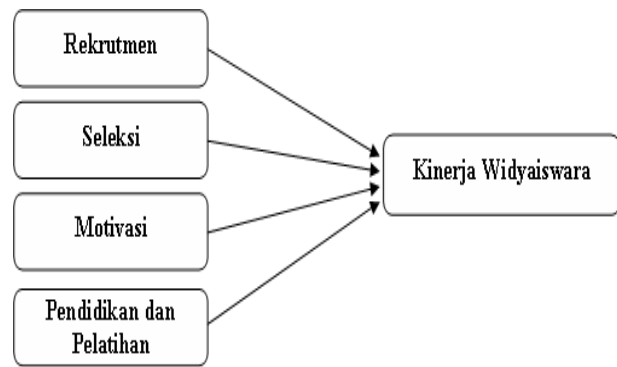 Rekrutmen
Seleksi
Motivasi
Pendidikan dan
Pelatihan
Kinerja Widyaiswara